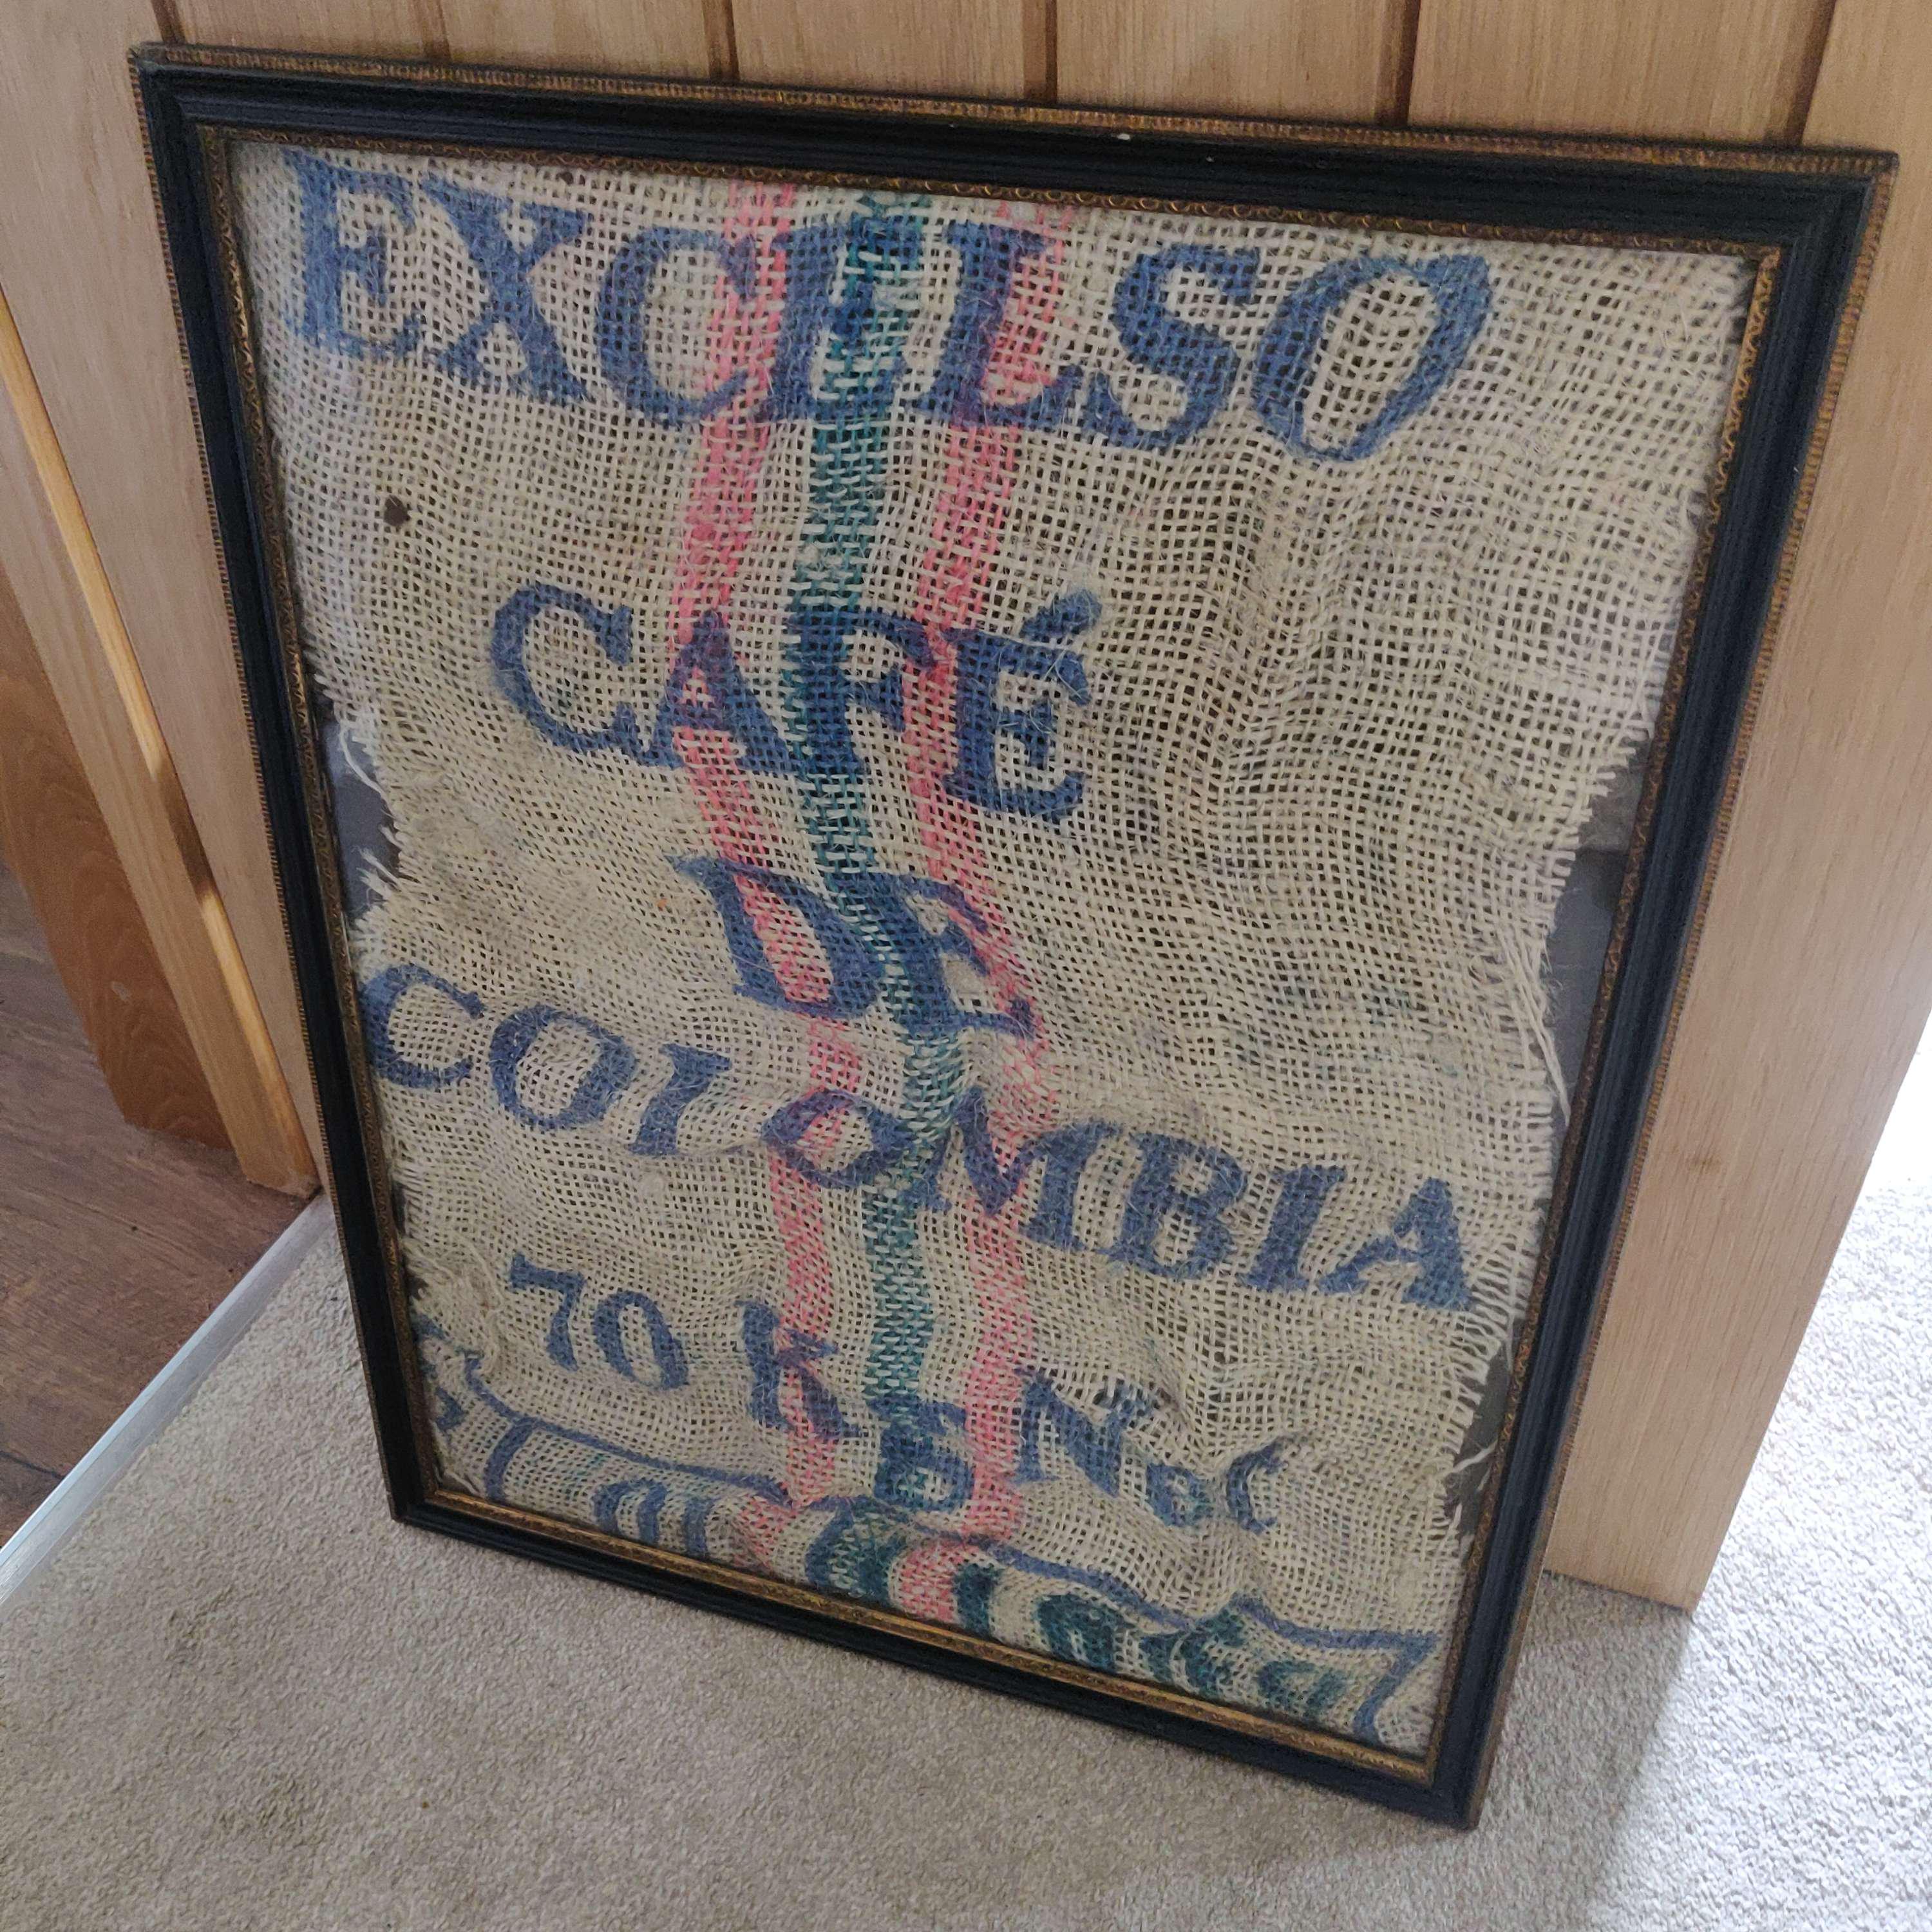 EXCELSO
CAFÉ
DE
COLOMBIA
70 K